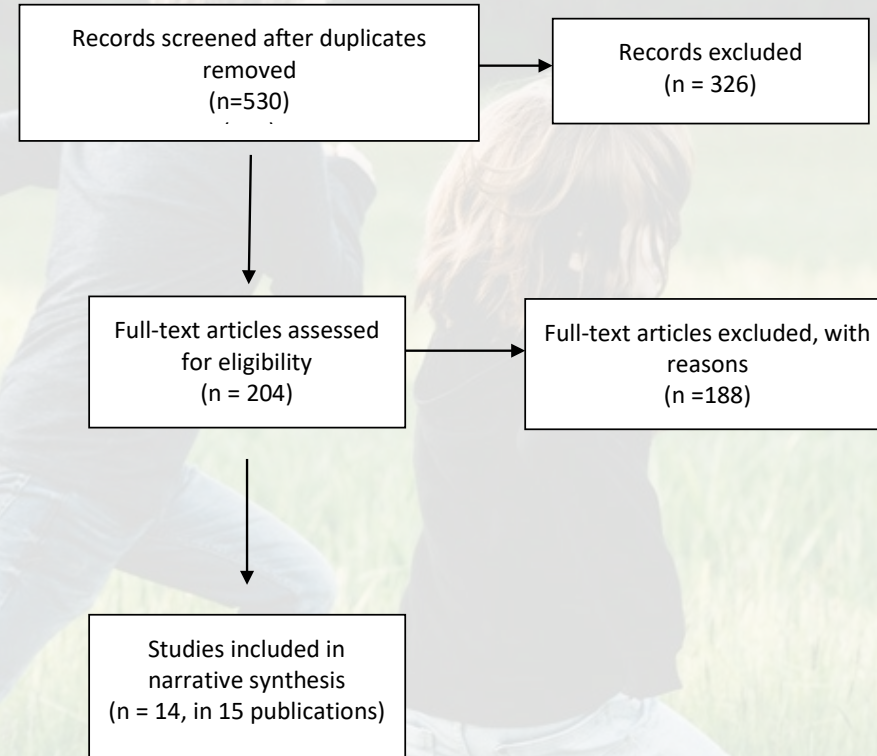 Records screened after duplicates
removed
(n=530)
Records excluded
(n = 326)
Full-text articles assessed
for eligibility
(n = 204)
Full-text articles excluded, with
reasons
(n =188)
Studies included in
narrative synthesis
(n = 14, in 15 publications)